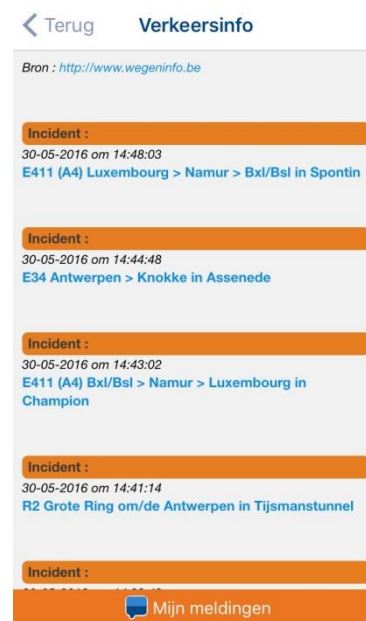 Terug Verkeersinfo
Bron : http://www.wegeninfo.be
Incident :
30-05-2016 om 14:48:03
E411 (A4) Luxembourg > Namur > Bxl/Bsl in Spontin
Incident :
30-05-2016 om 14:44:48
E34 Antwerpen > Knokke in Assenede
Incident :
30-05-2016 om 14:43:02
E411 (A4) Bxl/Bsl > Namur > Luxembourg in
Champion
Incident :
30-05-2016 om 14:41:14
R2 Grote Ring om/de Antwerpen in Tijsmanstunnel
Incident :
Mijn meldingen